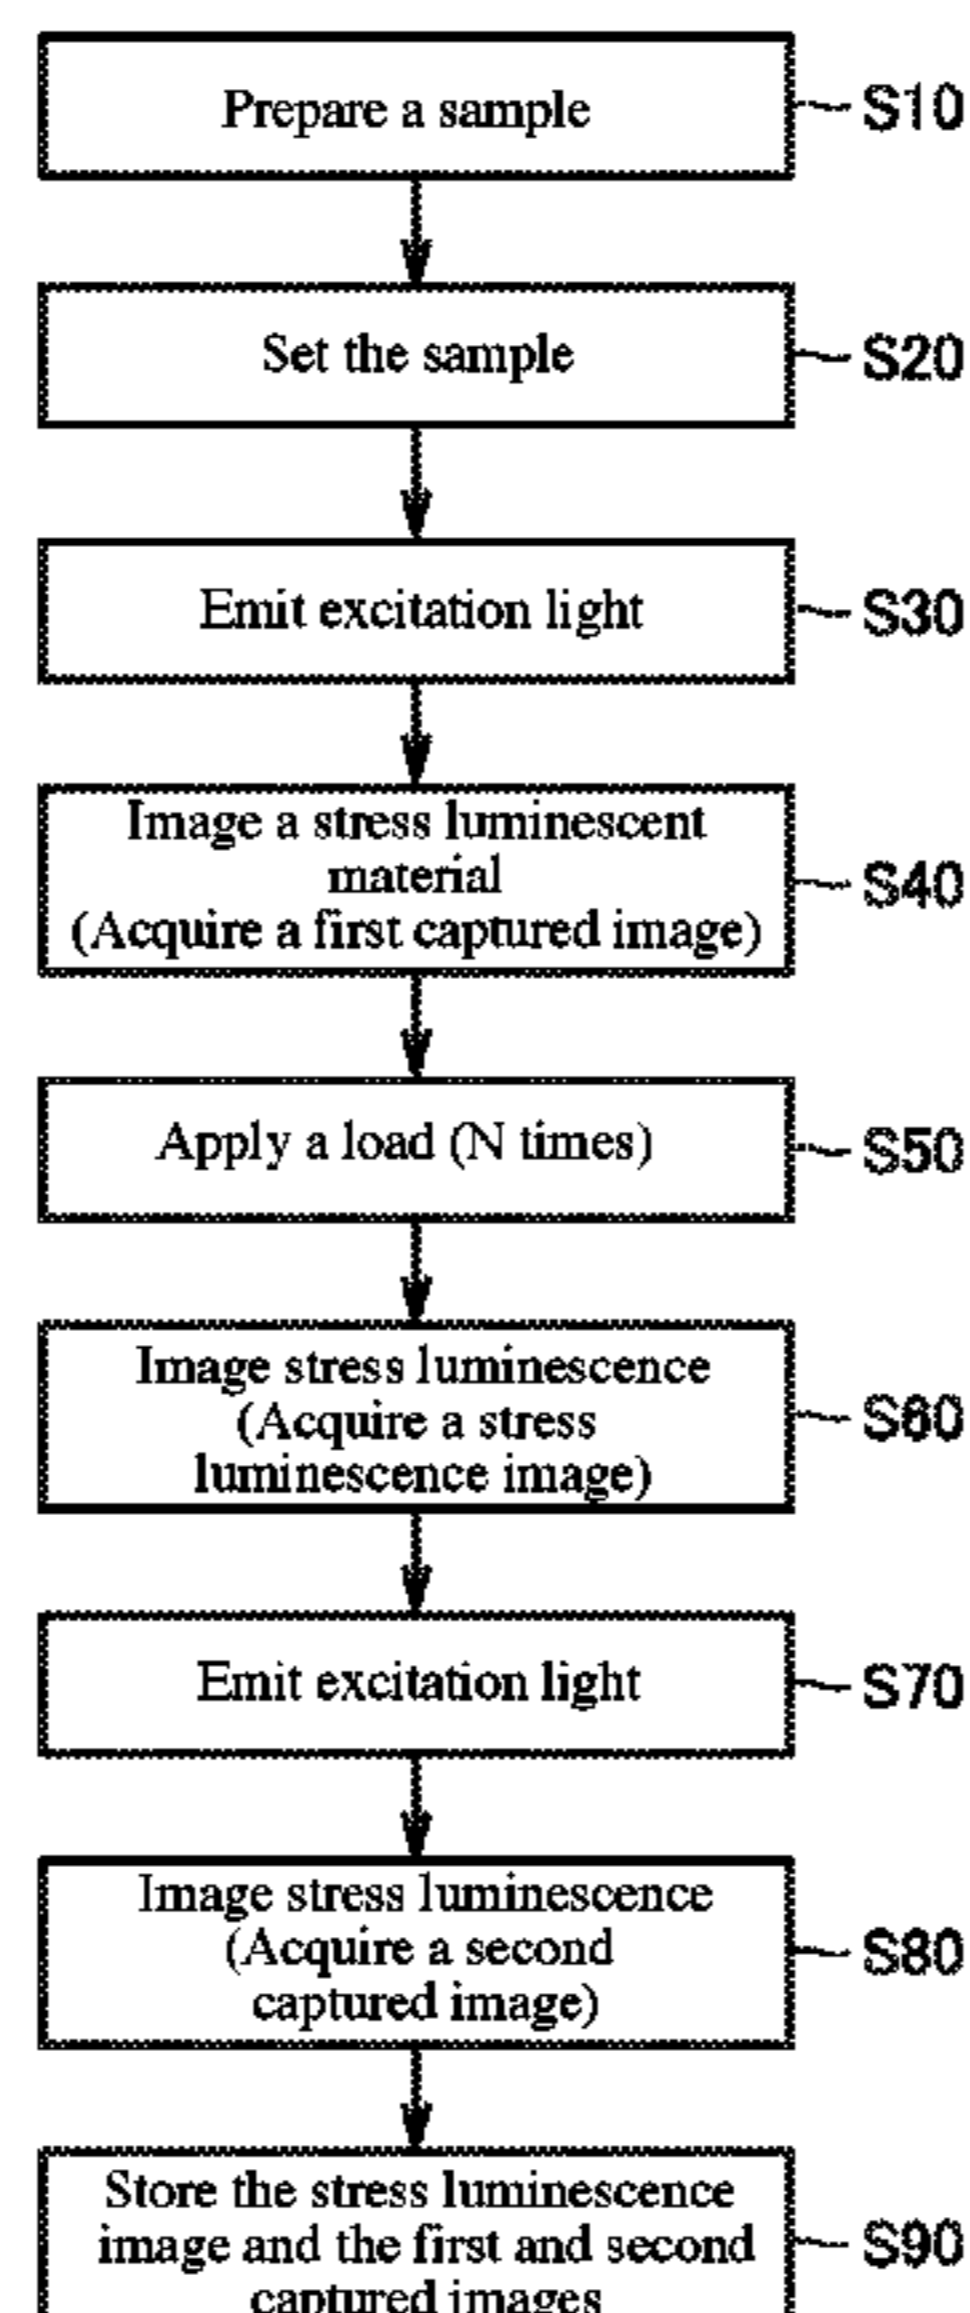 Prepare a sample
S10
Set the sample
S20
Emit excitation light
S30
Image a stress luminescent
material
(Acquire a first captured image)
S40
Apply a load (N times)
S50
Image stress luminescence
(Acquire a stress
luminescence image)
S60
Emit excitation light
S70
Image stress luminescence
(Acquire a second
captured image)
S80
Store the stress luminescence
image and the first and second
captured images
S90